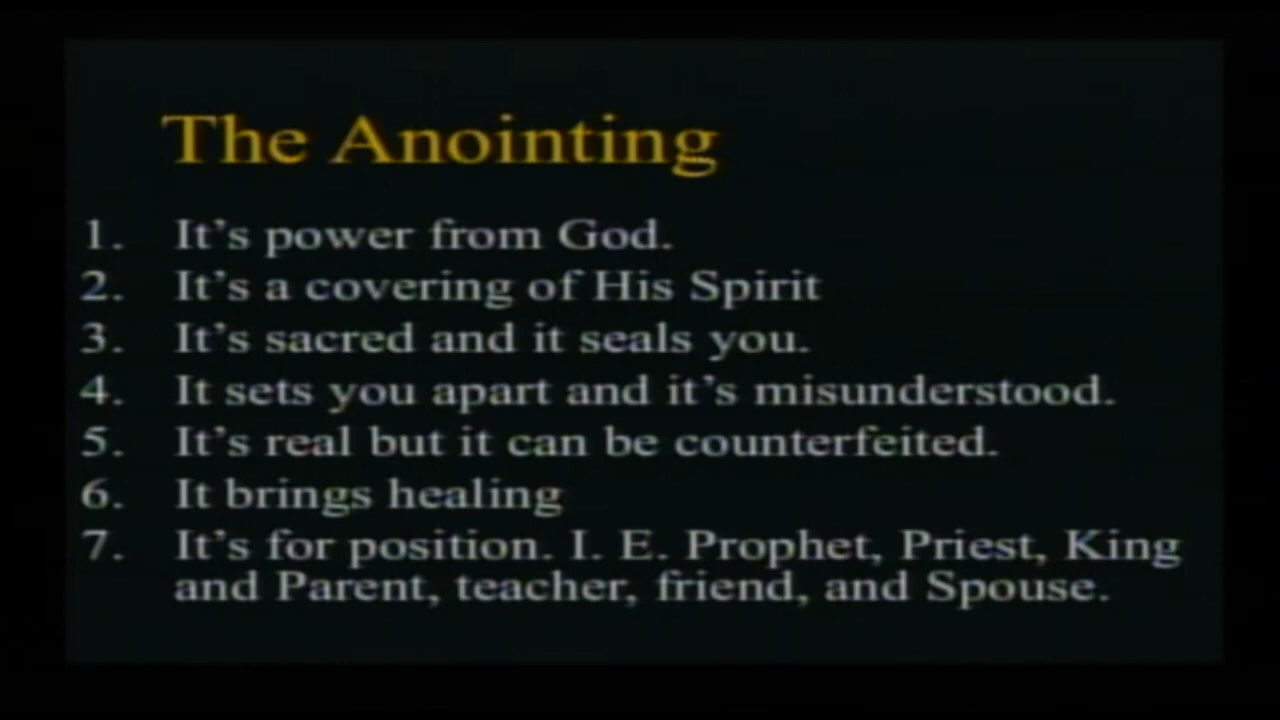 The Anointing
1. It's power from God.
2. It's a covering of His Spirit
3. It's sacred and it seals you.
4. It sets you apart and it's misunderstood.
5. It's real but it can be counterfeited.
6. It brings healing
7. It's for position. I. E. Prophet, Priest, King
and Parent, teacher, friend, and Spouse.